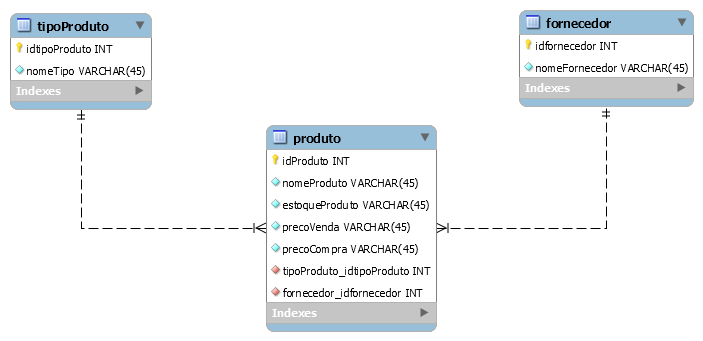 tipoProduto
idtipoProduto INT
nomeTipo VARCHAR(45)
Indexes
fornecedor
idfornecedor INT
nomeFornecedor VARCHAR(45)
Indexes
produto
idProduto INT
nomeProduto VARCHAR(45)
estoqueProduto VARCHAR(45)
precoVenda VARCHAR(45)
precoCompra VARCHAR(45)
tipoProduto_idtipoProduto INT
fornecedor_idfornecedor INT
Indexes